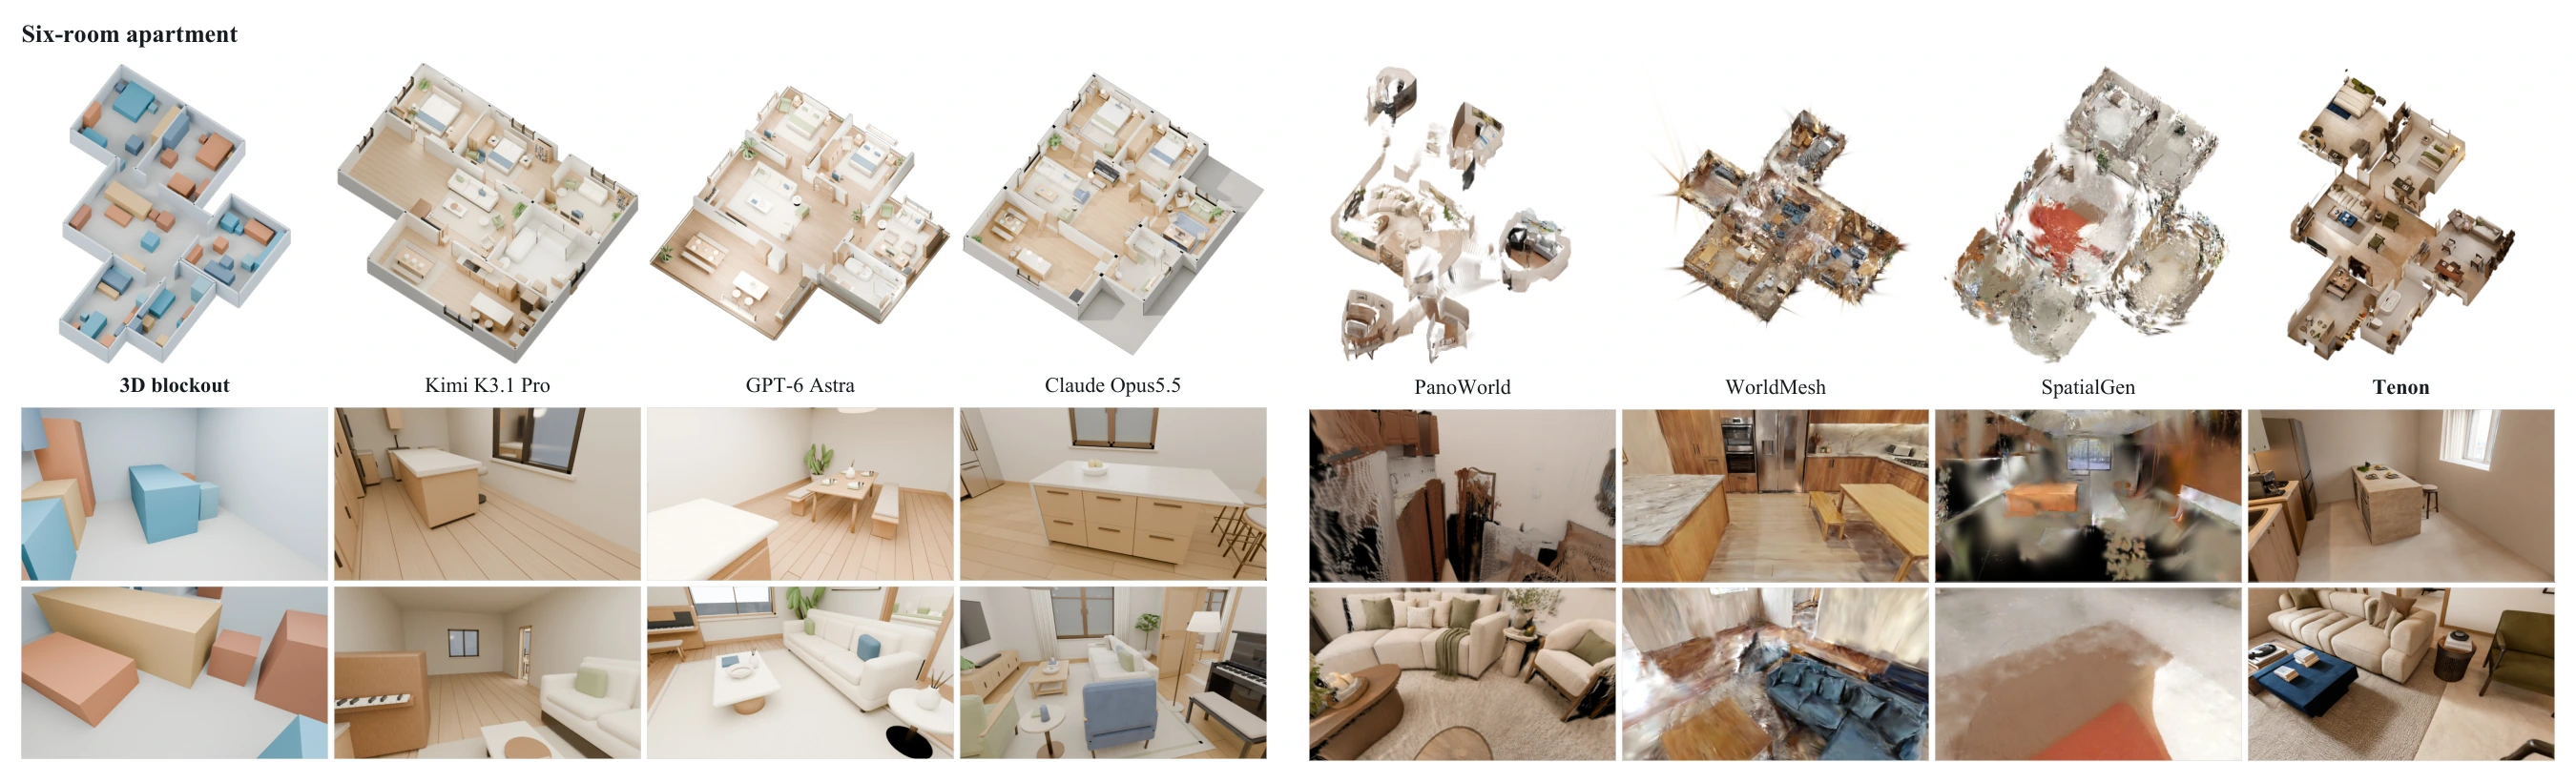 Six-room apartment
3D blockout
Kimi K3.1 Pro
GPT-6 Astra
Claude Opus5.5
PanoWorld
WorldMesh
SpatialGen
Tenon